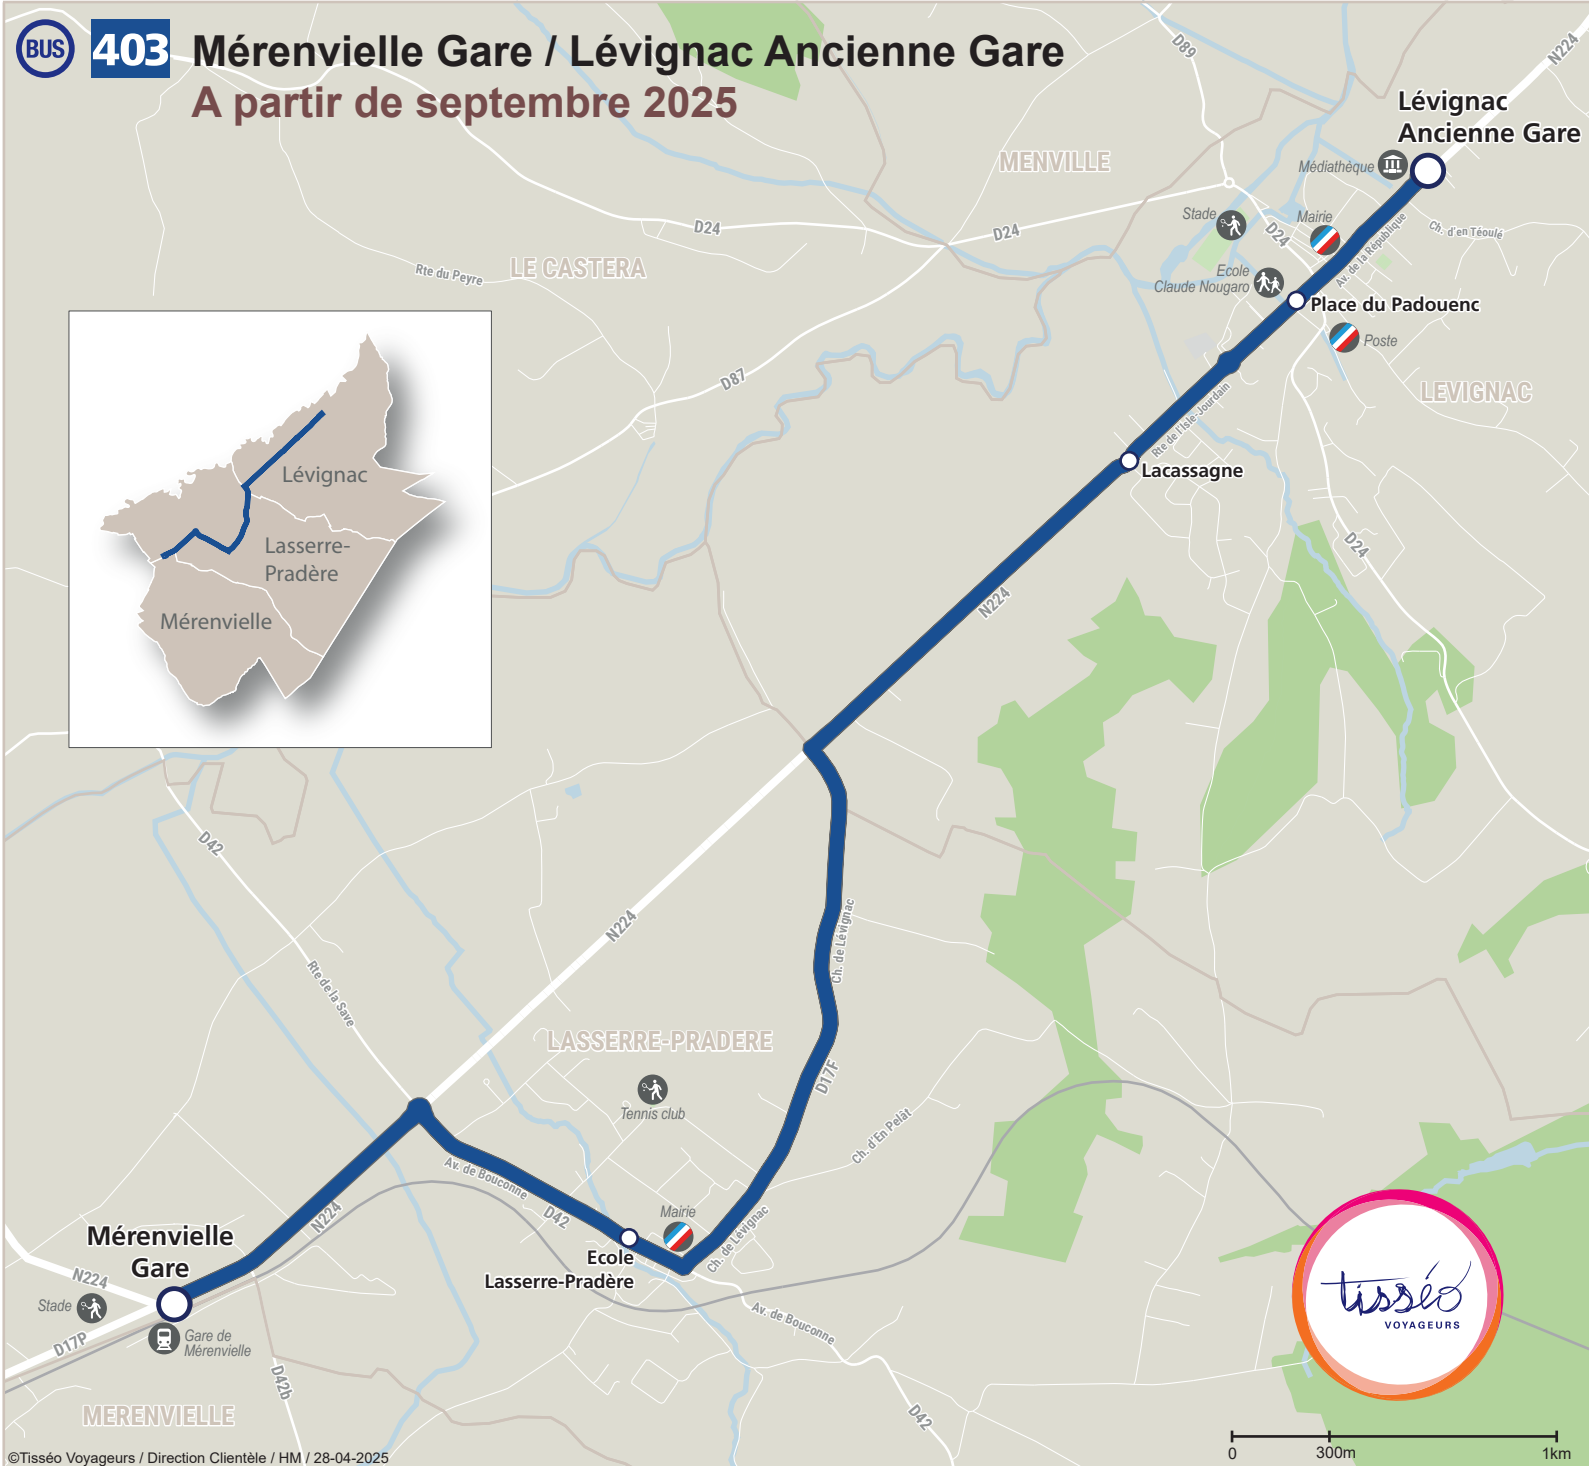 BUS 403 Mérenvielle Gare / Lévignac Ancienne Gare
A partir de septembre 2025
D89
N224
Lévignac
Ancienne Gare
MENVILLE
Médiathèque
Stade
Mairie
D24
D24
D24
Ch. d'en Téoulé
Av. de la République
LE CASTERA
Rte du Peyre
Ecole
Claude Nougaro
Place du Padouenc
Poste
D87
LEVIGNAC
Rte de l'Isle-Jourdain
Lacassagne
Lévignac
Lasserre-
Pradère
Mérenvielle
D24
N224
D42
N224
Ch. de Lévignac
Rte de la Save
LASSERRE-PRADERE
Tennis club
D17F
Ch. d'En Pelât
Av. de Bouconne
D42
N224
Mairie
Ch. de Lévignac
Mérenvielle
Gare
Ecole
Lasserre-Pradère
N224
Stade
D17P
Gare de
Mérenvielle
Av. de Bouconne
D42b
D42
MERENVIELLE
tisséo
VOYAGEURS
0 300m 1km
©Tisséo Voyageurs / Direction Clientèle / HM / 28-04-2025